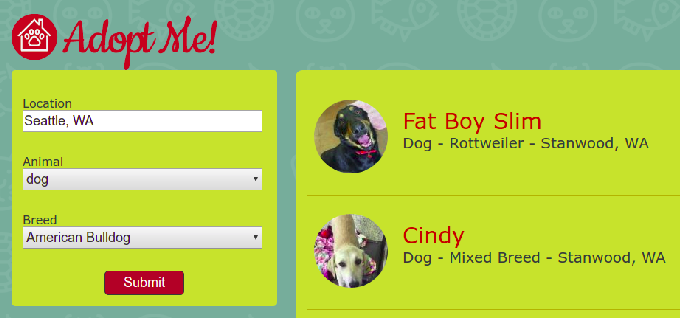 Adopt Me!
Location
Seattle, WA
Animal
dog
Breed
American Bulldog
Submit
Fat Boy Slim
Dog - Rottweiler - Stanwood, WA
Cindy
Dog - Mixed Breed - Stanwood, WA